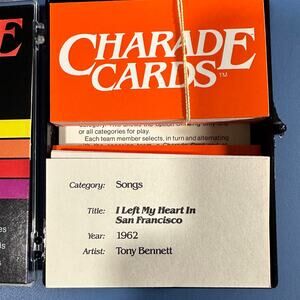 CHARADE
CARDS™
or all categories for play.
Each team member selects, in turn and alternating
Category: Songs
Title: I Left My Heart In
San Francisco
Year: 1962
Artist: Tony Bennett
E